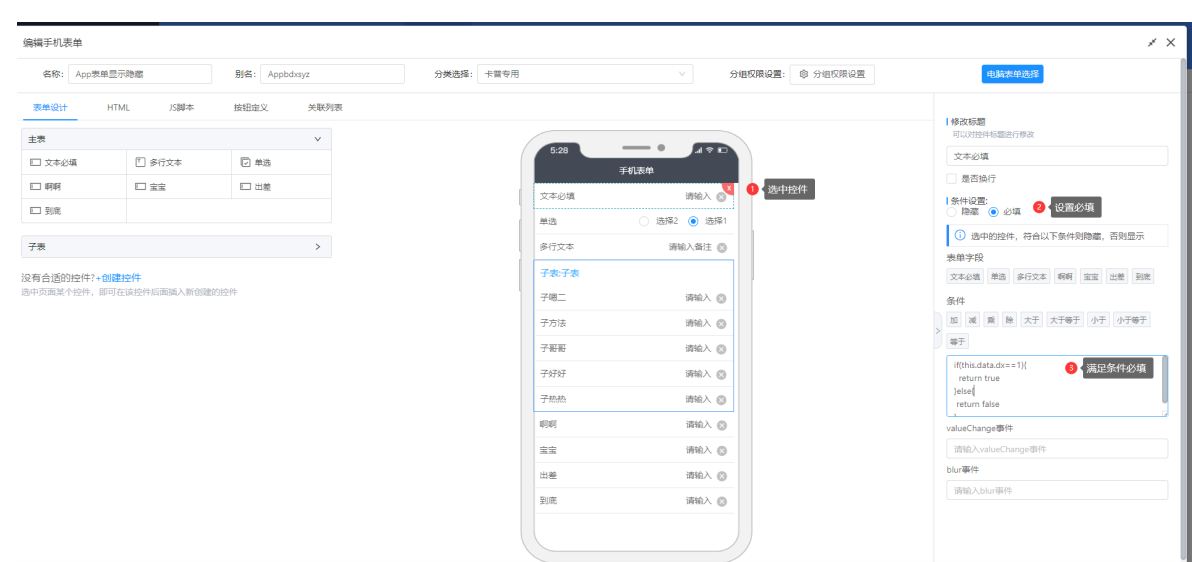 编辑手机表单
名称: App表单显示隐藏 别名: Appbdxsyz 分类选择: 卡普专用 分组权限设置: 分组权限设置 电脑表单选择
表单设计 HTML JS脚本 按钮定义 关联列表
主表
文本必填 多行文本 单选
啊啊 宝宝 出差
到底
子表
没有合适的控件?+创建控件
选中页面某个控件，即可在该控件后面插入新创建的控件
5:28
手机表单
文本必填 请输入
x
1 选中控件
单选 选择2 选择1
多行文本 请输入备注
子表:子表
子嗯二 请输入
子方法 请输入
子哥哥 请输入
子好好 请输入
子热热 请输入
啊啊 请输入
宝宝 请输入
出差 请输入
到底 请输入
修改标题
可以对控件标题进行修改
文本必填
是否换行
条件设置:
隐藏 必填 2 设置必填
选中的控件，符合以下条件则隐藏，否则显示
表单字段
文本必填 单选 多行文本 啊啊 宝宝 出差 到底
条件
加 减 乘 除 大于 大于等于 小于 小于等于
等于
if(this.data.dx==1){
return true
}else{
return false
3 满足条件必填
valueChange事件
请输入valueChange事件
blur事件
请输入blur事件